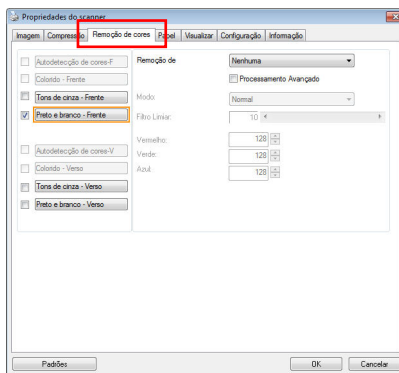 Propriedades do scanner
Imagem Compressão Remoção de cores Papel Visualizar Configuração Informação
Autodetecção de cores-F
Colorido - Frente
Tons de cinza - Frente
Preto e branco - Frente
Autodetecção de cores-V
Colorido - Verso
Tons de cinza - Verso
Preto e branco - Verso
Remoção de Nenhuma
Processamento Avançado
Modo: Normal
Filtro Limiar: 10
Vermelho: 128
Verde: 128
Azul: 128
Padrões OK Cancelar